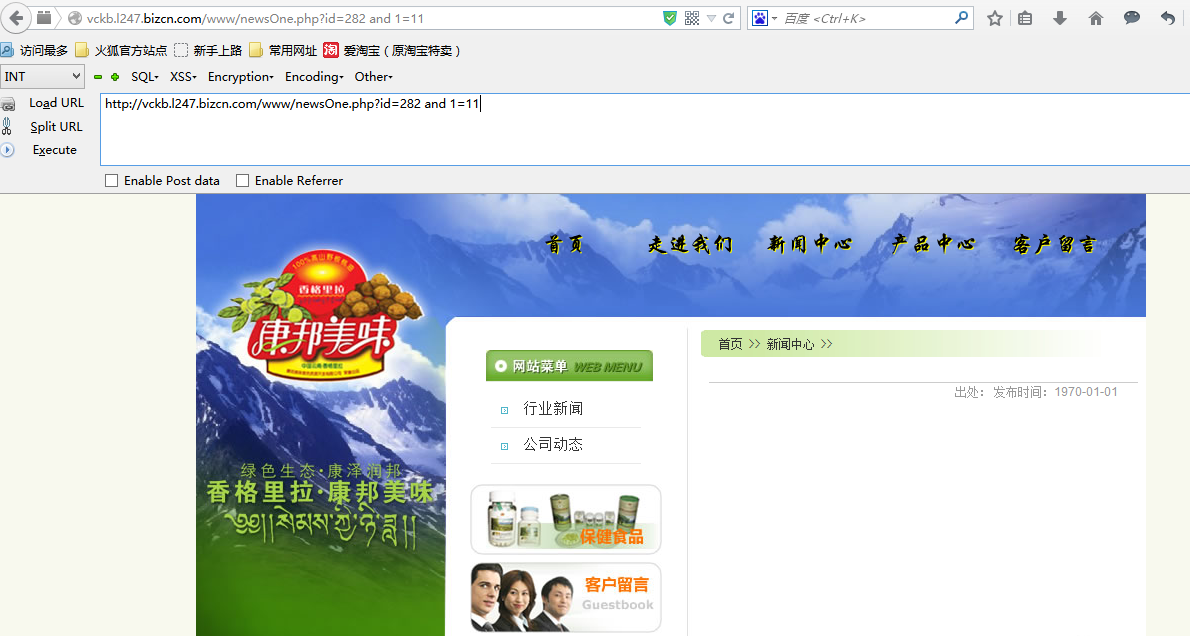 vckb.l247.bizcn.com/www/newsOne.php?id=282 and 1=11
百度 <Ctrl+K>
访问最多 火狐官方站点 新手上路 常用网址 淘 爱淘宝（原淘宝特卖）
INT SQL XSS Encryption Encoding Other
Load URL http://vckb.l247.bizcn.com/www/newsOne.php?id=282 and 1=11
Split URL
Execute
Enable Post data Enable Referrer
首页 走进我们 新闻中心 产品中心 客户留言
香格里拉
康邦美味
首页 >> 新闻中心 >>
网站菜单 WEB MENU
出处： 发布时间：1970-01-01
行业新闻
公司动态
绿色生态·康泽润邦
香格里拉·康邦美味
保健食品
客户留言
Guestbook